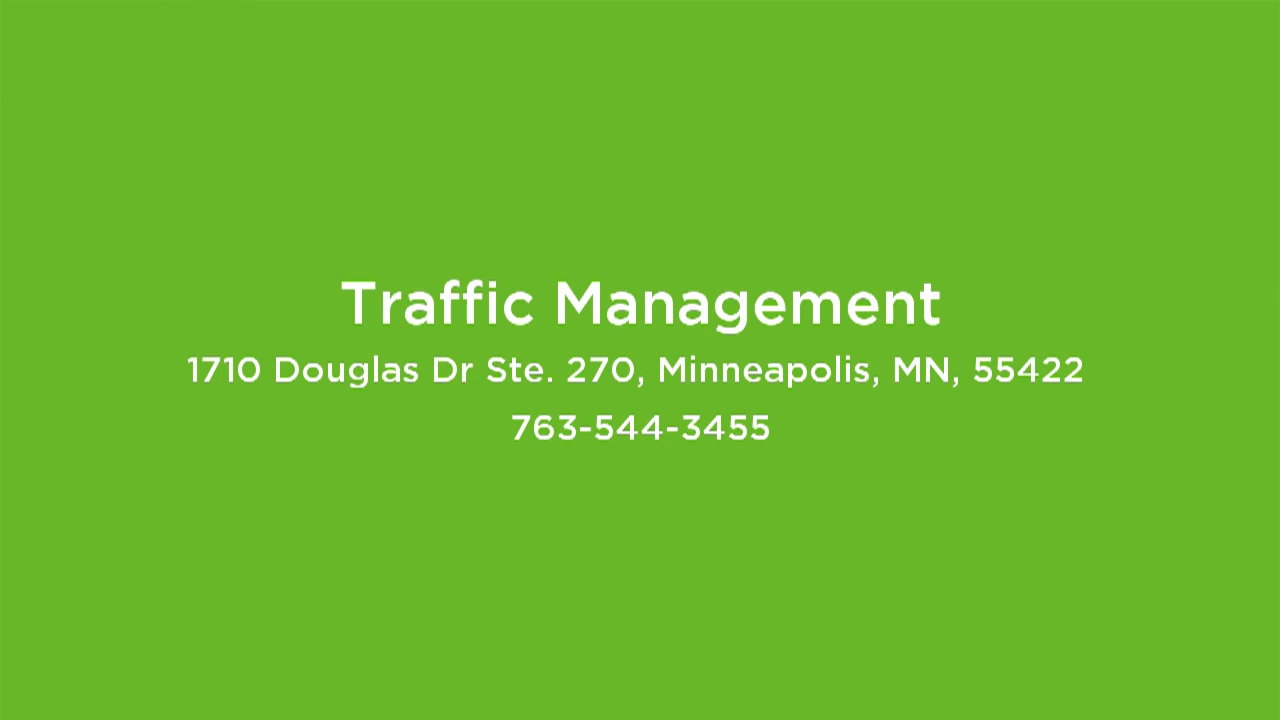 Traffic Management
1710 Douglas Dr Ste. 270, Minneapolis, MN, 55422
763-544-3455